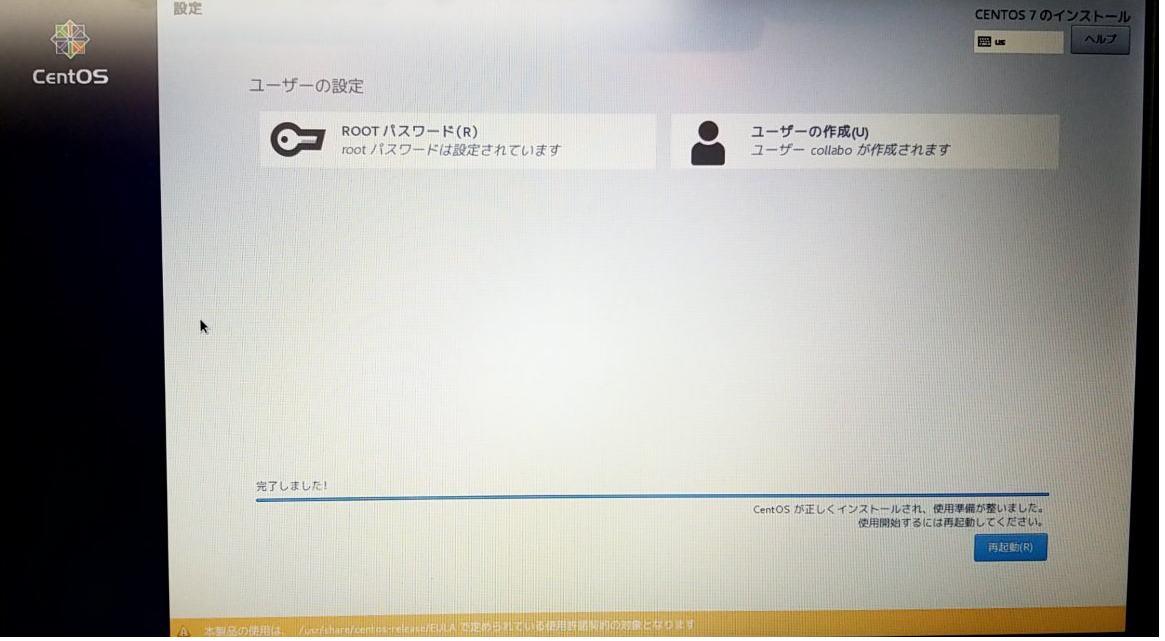 設定
CENTOS 7 のインストール
CentOS
us
ヘルプ
ユーザーの設定
ROOT パスワード(R)
root パスワードは設定されています
ユーザーの作成(U)
ユーザー collabo が作成されます
完了しました!
CentOS が正しくインストールされ、使用準備が整いました。
使用開始するには再起動してください。
再起動(R)
本製品の使用は、 /usr/share/centos-release/EULA で定められている使用許諾契約の対象となります